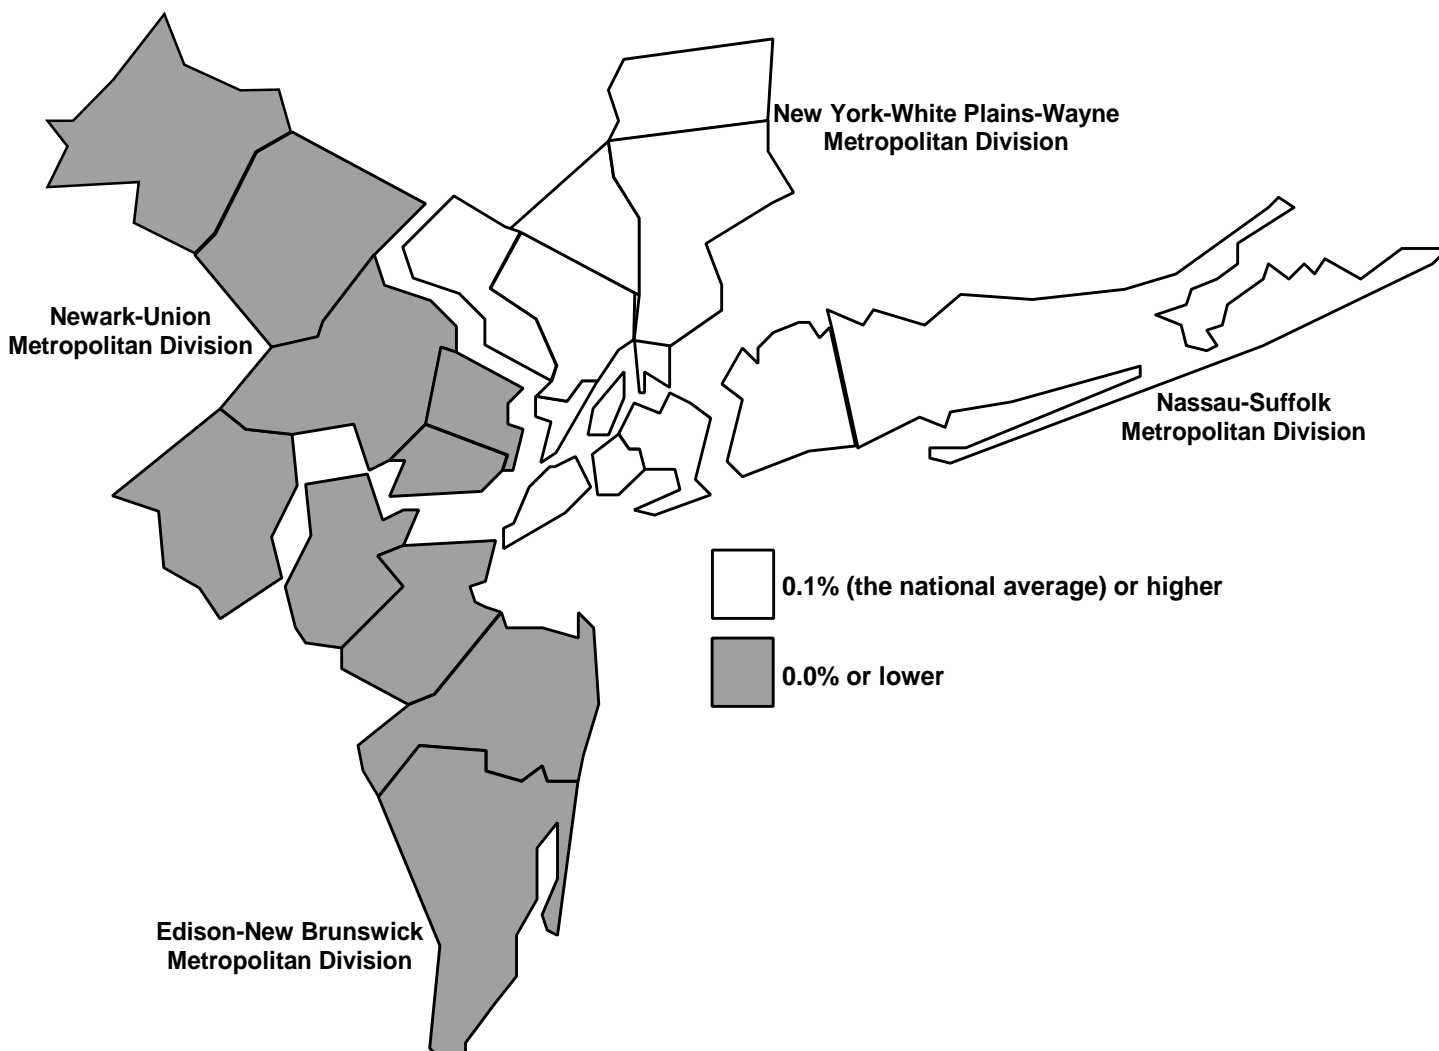 New York-White Plains-Wayne
Metropolitan Division
Newark-Union
Metropolitan Division
Nassau-Suffolk
Metropolitan Division
0.1% (the national average) or higher
0.0% or lower
Edison-New Brunswick
Metropolitan Division